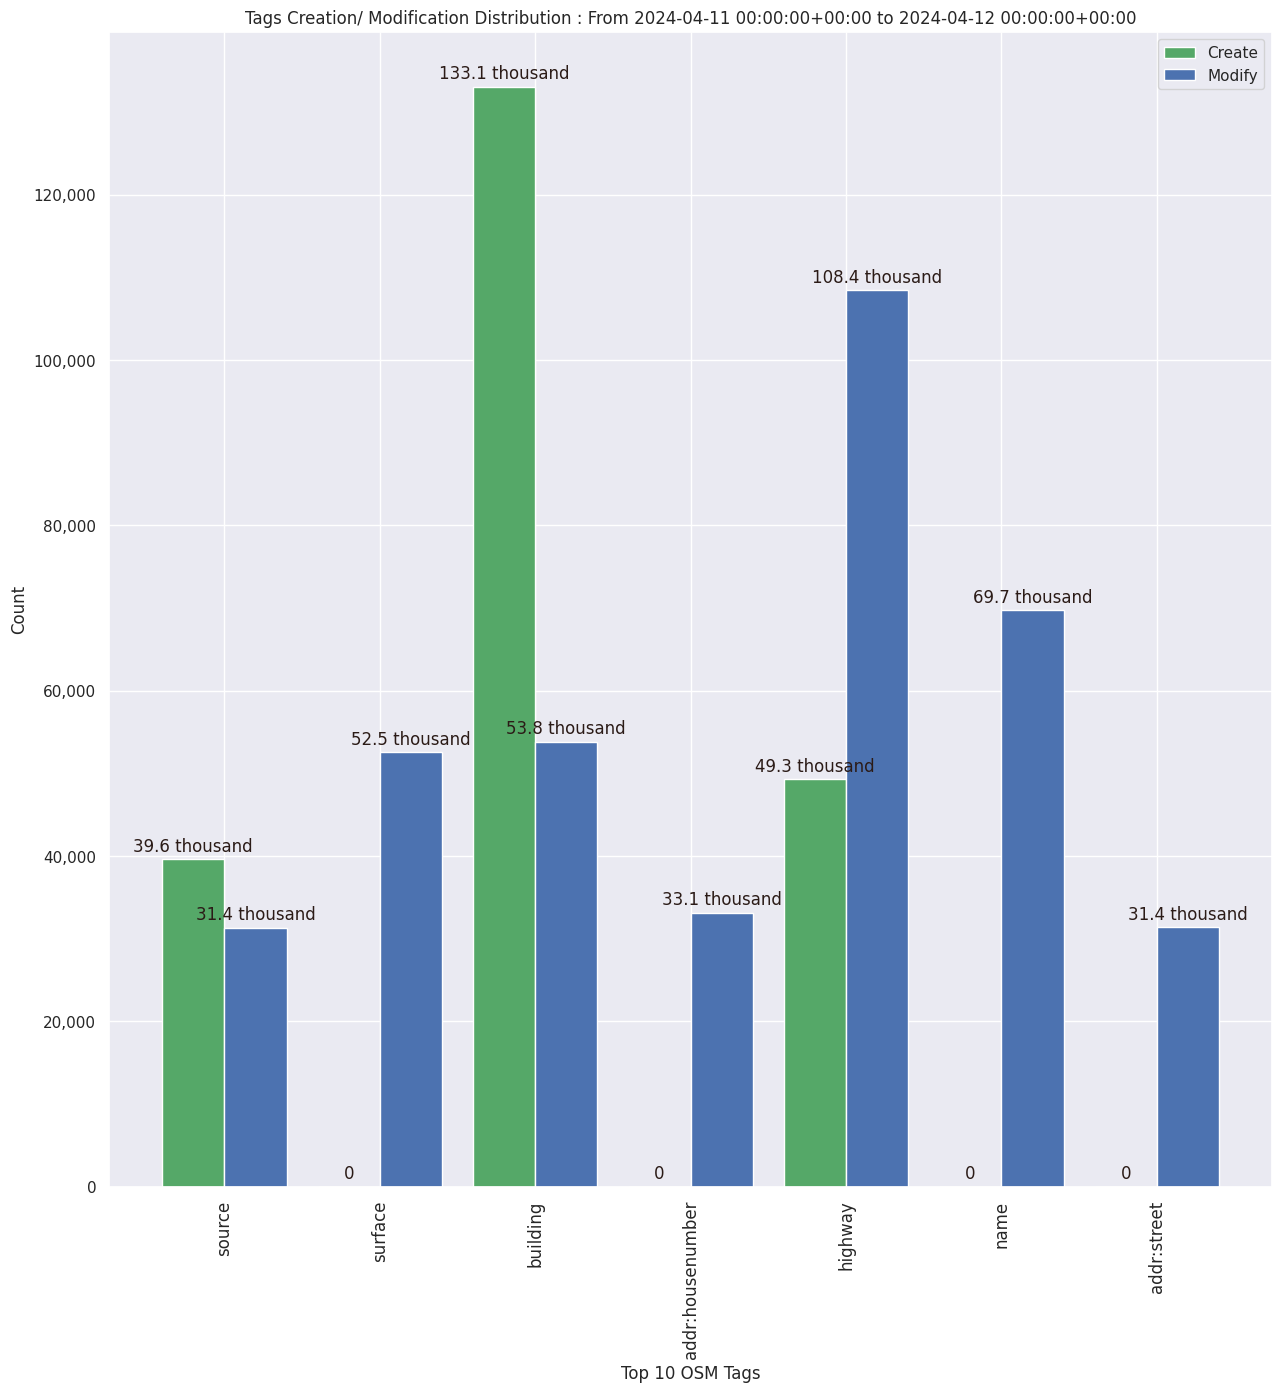 Tags Creation/ Modification Distribution : From 2024-04-11 00:00:00+00:00 to 2024-04-12 00:00:00+00:00
Create
Modify
133.1 thousand
108.4 thousand
69.7 thousand
53.8 thousand
52.5 thousand
49.3 thousand
39.6 thousand
33.1 thousand
31.4 thousand
31.4 thousand
0
0
0
0
120,000
100,000
80,000
60,000
40,000
20,000
0
Count
source
surface
building
addr:housenumber
highway
name
addr:street
Top 10 OSM Tags